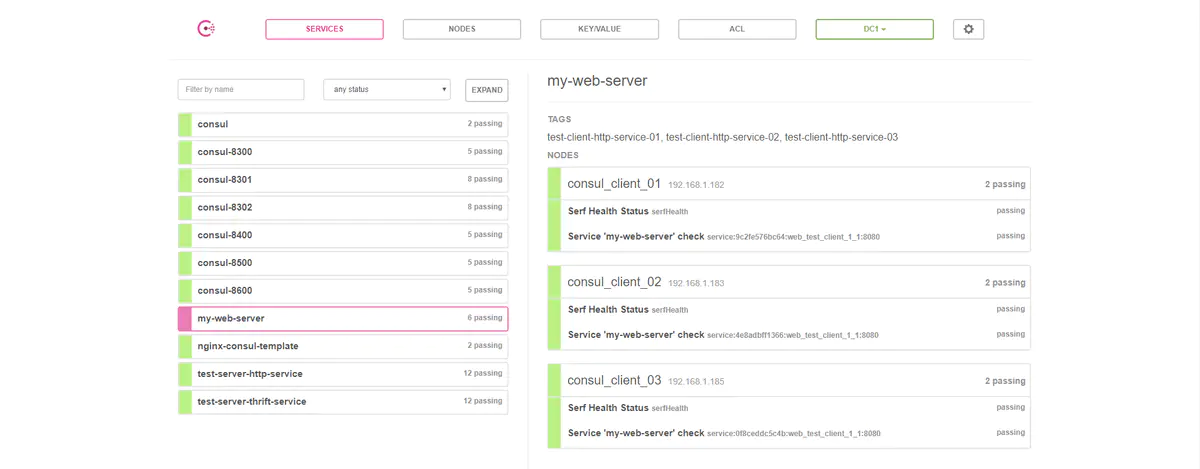 SERVICES NODES KEY/VALUE ACL DC1
Filter by name any status EXPAND
consul 2 passing
consul-8300 5 passing
consul-8301 8 passing
consul-8302 8 passing
consul-8400 5 passing
consul-8500 5 passing
consul-8600 5 passing
my-web-server 6 passing
nginx-consul-template 2 passing
test-server-http-service 12 passing
test-server-thrift-service 12 passing
my-web-server
TAGS
test-client-http-service-01, test-client-http-service-02, test-client-http-service-03
NODES
consul_client_01 192.168.1.182 2 passing
Serf Health Status serfHealth passing
Service 'my-web-server' check service:9c2fe576bc64:web_test_client_1_1:8080 passing
consul_client_02 192.168.1.183 2 passing
Serf Health Status serfHealth passing
Service 'my-web-server' check service:4e8adbff1366:web_test_client_1_1:8080 passing
consul_client_03 192.168.1.185 2 passing
Serf Health Status serfHealth passing
Service 'my-web-server' check service:0f8ceddc5c4b:web_test_client_1_1:8080 passing